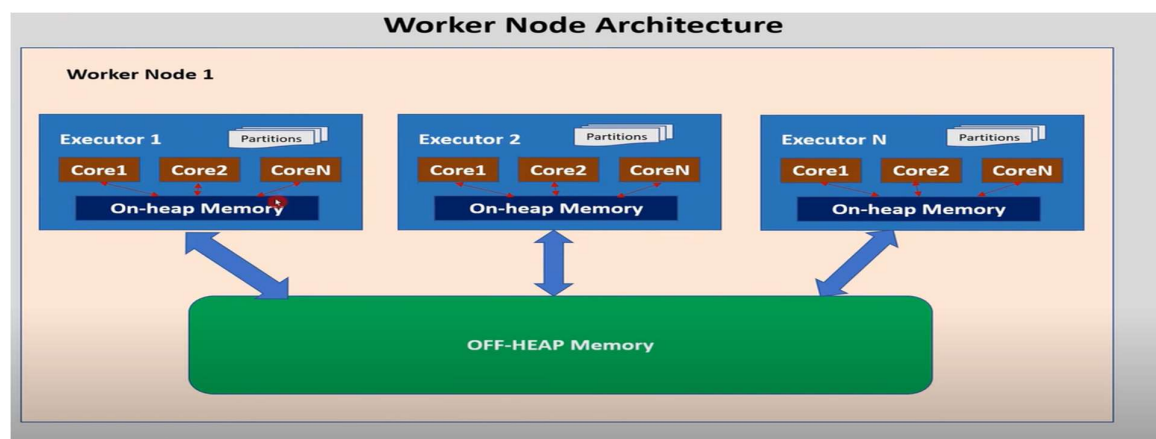 Worker Node Architecture
Worker Node 1
Executor 1
Partitions
Core1
Core2
CoreN
On-heap Memory
Executor 2
Partitions
Core1
Core2
CoreN
On-heap Memory
Executor N
Partitions
Core1
Core2
CoreN
On-heap Memory
OFF-HEAP Memory